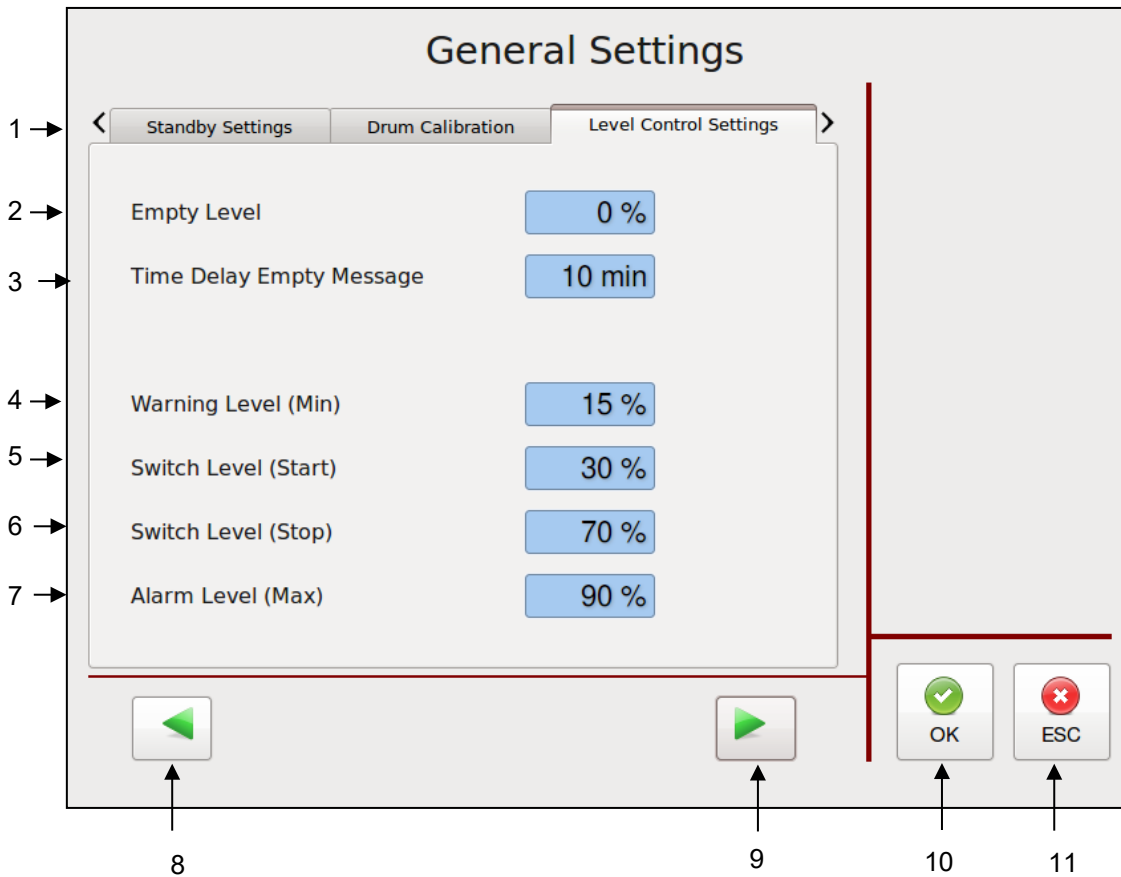 General Settings
1 Standby Settings Drum Calibration Level Control Settings
2 Empty Level 0 %
3 Time Delay Empty Message 10 min
4 Warning Level (Min) 15 %
5 Switch Level (Start) 30 %
6 Switch Level (Stop) 70 %
7 Alarm Level (Max) 90 %
OK ESC
8 9 10 11